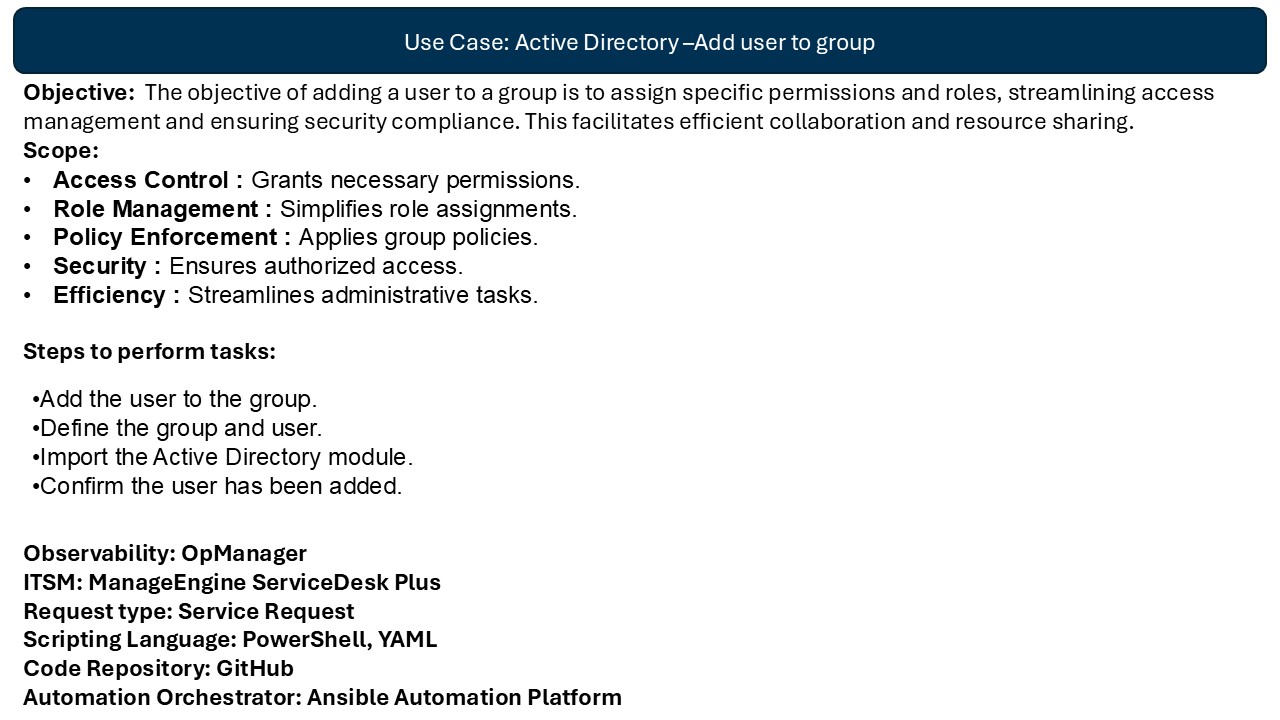 Use Case: Active Directory –Add user to group
Objective: The objective of adding a user to a group is to assign specific permissions and roles, streamlining access
management and ensuring security compliance. This facilitates efficient collaboration and resource sharing.
Scope:
• Access Control : Grants necessary permissions.
• Role Management : Simplifies role assignments.
• Policy Enforcement : Applies group policies.
• Security : Ensures authorized access.
• Efficiency : Streamlines administrative tasks.
Steps to perform tasks:
•Add the user to the group.
•Define the group and user.
•Import the Active Directory module.
•Confirm the user has been added.
Observability: OpManager
ITSM: ManageEngine ServiceDesk Plus
Request type: Service Request
Scripting Language: PowerShell, YAML
Code Repository: GitHub
Automation Orchestrator: Ansible Automation Platform